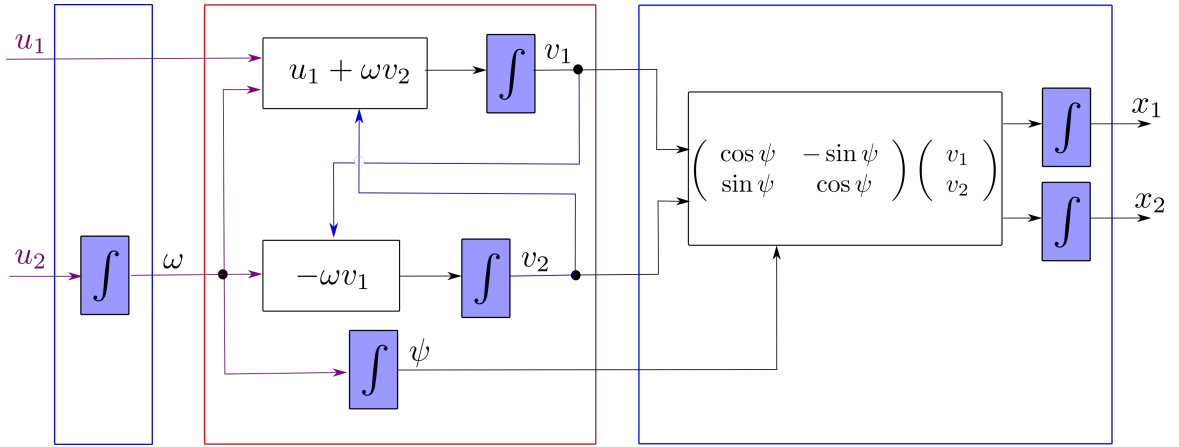 u₁
u₁ + ωv₂
∫
v₁
cos ψ − sin ψ
sin ψ cos ψ
v₁
v₂
∫
x₁
∫
x₂
u₂
∫
ω
−ωv₁
∫
v₂
∫
ψ